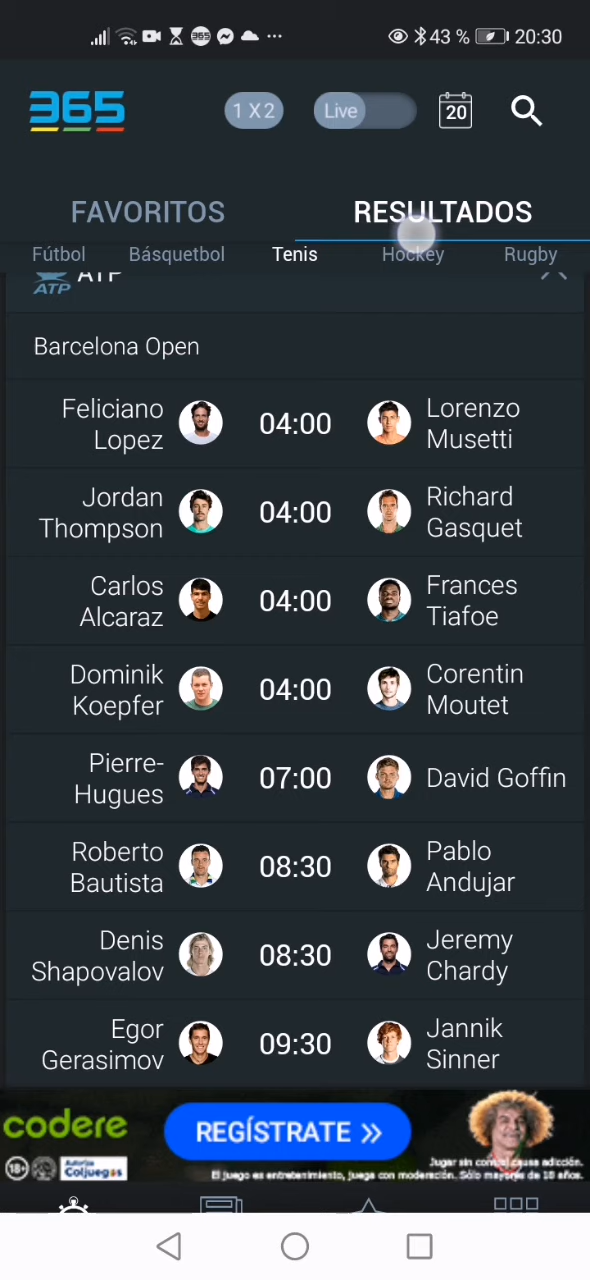 365 43 % 20:30
365 1 X 2 Live 20
FAVORITOS RESULTADOS
Fútbol Básquetbol Tenis Hockey Rugby
ATP ATP
Barcelona Open
Feliciano
Lopez
04:00
Lorenzo
Musetti
Jordan
Thompson
04:00
Richard
Gasquet
Carlos
Alcaraz
04:00
Frances
Tiafoe
Dominik
Koepfer
04:00
Corentin
Moutet
Pierre-
Hugues
07:00
David Goffin
Roberto
Bautista
08:30
Pablo
Andujar
Denis
Shapovalov
08:30
Jeremy
Chardy
Egor
Gerasimov
09:30
Jannik
Sinner
codere
REGÍSTRATE
18+
Autoriza
Coljuegos
Jugar sin control causa adicción.
El juego es entretenimiento, juega con moderación. Sólo mayores de 18 años.